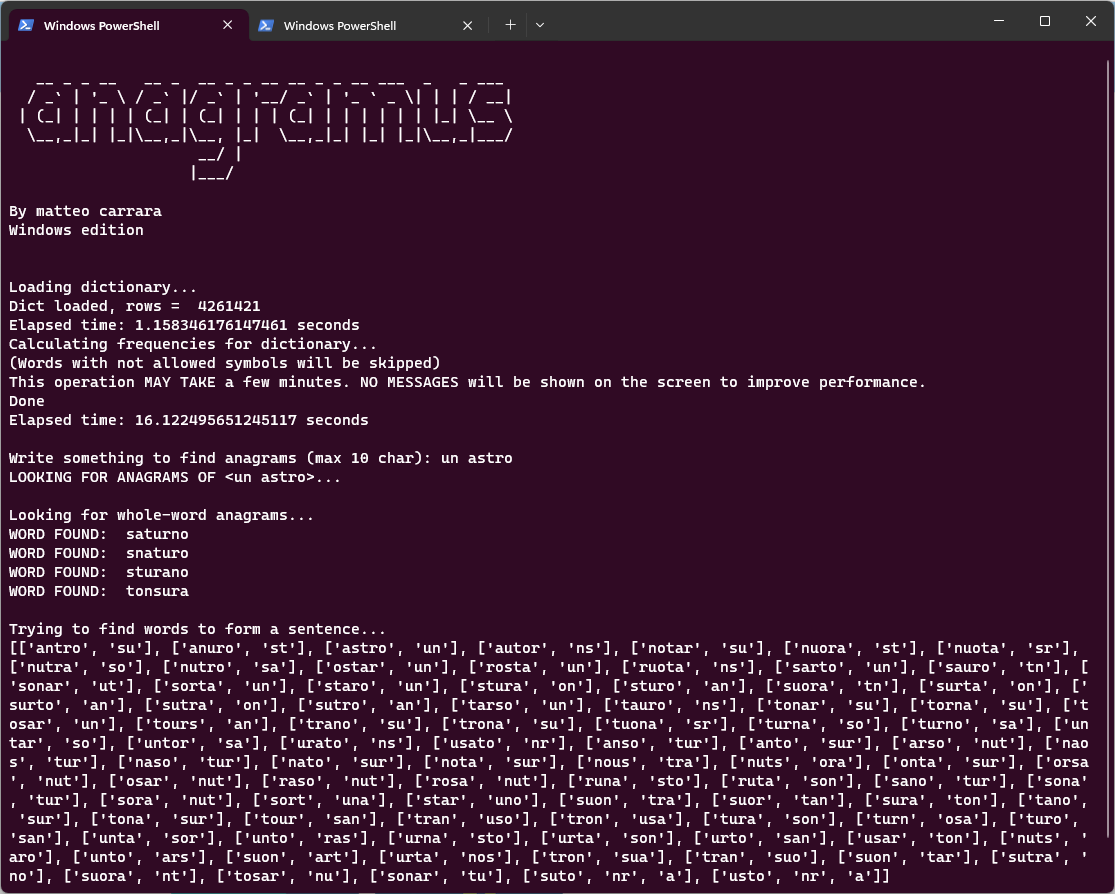 Windows PowerShell
Windows PowerShell
anagramus
By matteo carrara
Windows edition
Loading dictionary...
Dict loaded, rows =  4261421
Elapsed time: 1.158346176147461 seconds
Calculating frequencies for dictionary...
(Words with not allowed symbols will be skipped)
This operation MAY TAKE a few minutes. NO MESSAGES will be shown on the screen to improve performance.
Done
Elapsed time: 16.122495651245117 seconds
Write something to find anagrams (max 10 char): un astro
LOOKING FOR ANAGRAMS OF <un astro>...
Looking for whole-word anagrams...
WORD FOUND:  saturno
WORD FOUND:  snaturo
WORD FOUND:  sturano
WORD FOUND:  tonsura
Trying to find words to form a sentence...
[['antro', 'su'], ['anuro', 'st'], ['astro', 'un'], ['autor', 'ns'], ['notar', 'su'], ['nuora', 'st'], ['nuota', 'sr'],
['nutra', 'so'], ['nutro', 'sa'], ['ostar', 'un'], ['rosta', 'un'], ['ruota', 'ns'], ['sarto', 'un'], ['sauro', 'tn'], [
'sonar', 'ut'], ['sorta', 'un'], ['staro', 'un'], ['stura', 'on'], ['sturo', 'an'], ['suora', 'tn'], ['surta', 'on'], ['
surto', 'an'], ['sutra', 'on'], ['sutro', 'an'], ['tarso', 'un'], ['tauro', 'ns'], ['tonar', 'su'], ['torna', 'su'], ['t
osar', 'un'], ['tours', 'an'], ['trano', 'su'], ['trona', 'su'], ['tuona', 'sr'], ['turna', 'so'], ['turno', 'sa'], ['un
tar', 'so'], ['untor', 'sa'], ['urato', 'ns'], ['usato', 'nr'], ['anso', 'tur'], ['anto', 'sur'], ['arso', 'nut'], ['nao
s', 'tur'], ['naso', 'tur'], ['nato', 'sur'], ['nota', 'sur'], ['nous', 'tra'], ['nuts', 'ora'], ['onta', 'sur'], ['orsa
', 'nut'], ['osar', 'nut'], ['raso', 'nut'], ['rosa', 'nut'], ['runa', 'sto'], ['ruta', 'son'], ['sano', 'tur'], ['sona'
, 'tur'], ['sora', 'nut'], ['sort', 'una'], ['star', 'uno'], ['suon', 'tra'], ['suor', 'tan'], ['sura', 'ton'], ['tano',
 'sur'], ['tona', 'sur'], ['tour', 'san'], ['tran', 'uso'], ['tron', 'usa'], ['tura', 'son'], ['turn', 'osa'], ['turo',
'san'], ['unta', 'sor'], ['unto', 'ras'], ['urna', 'sto'], ['urta', 'son'], ['urto', 'san'], ['usar', 'ton'], ['nuts', '
aro'], ['unto', 'ars'], ['suon', 'art'], ['urta', 'nos'], ['tron', 'sua'], ['tran', 'suo'], ['suon', 'tar'], ['sutra', '
no'], ['suora', 'nt'], ['tosar', 'nu'], ['sonar', 'tu'], ['suto', 'nr', 'a'], ['usto', 'nr', 'a']]